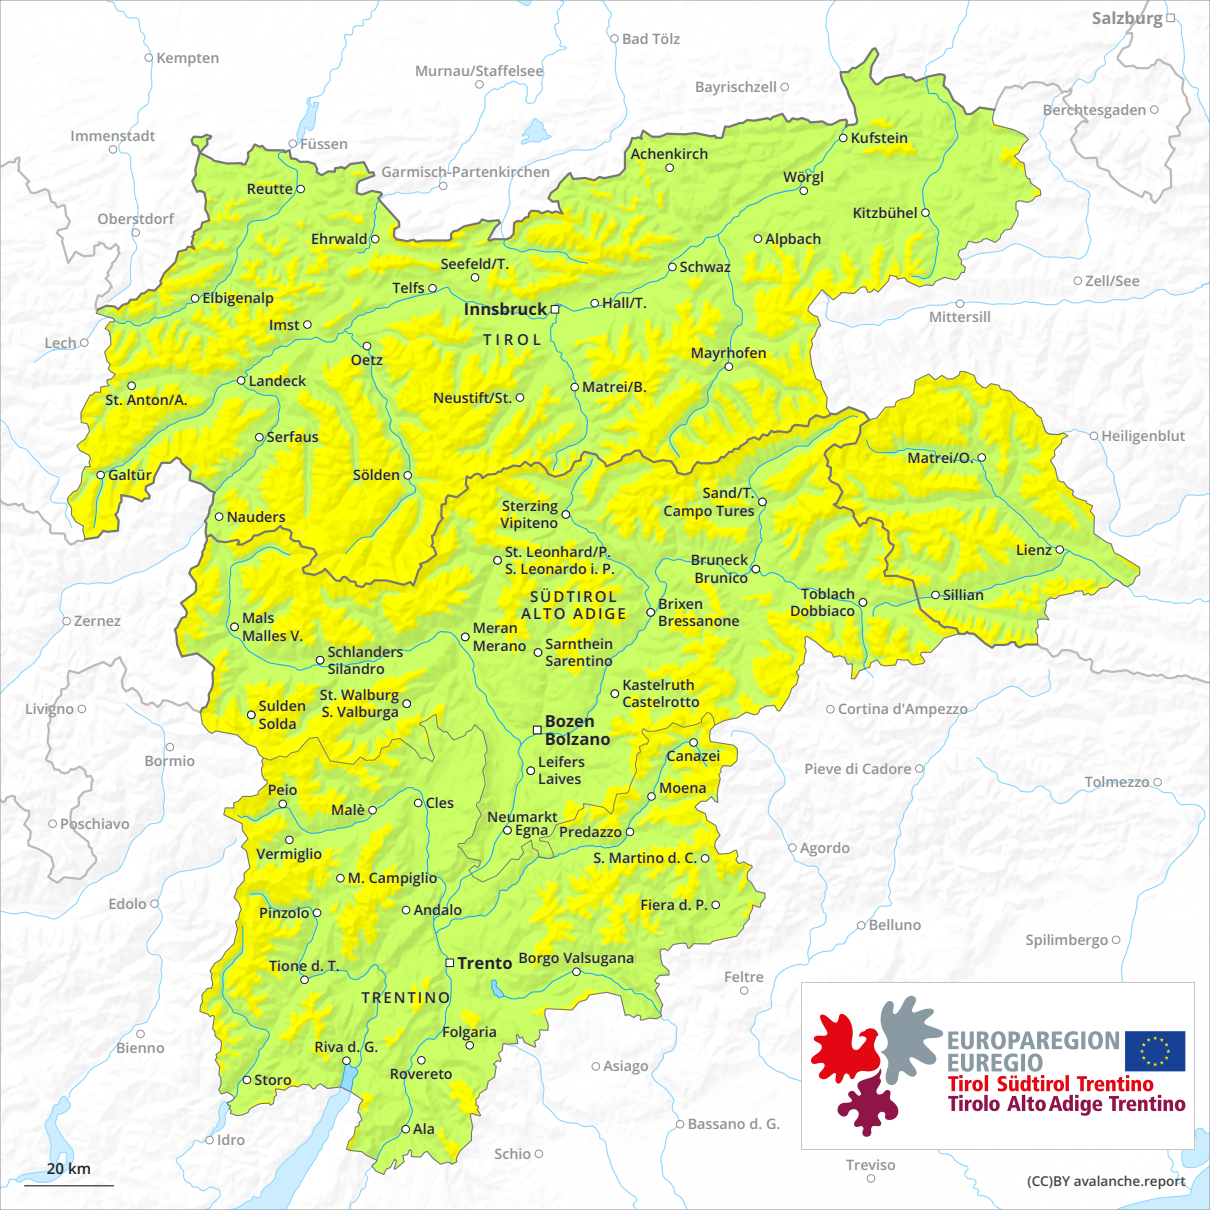 Salzburg
Bad Tölz
Kempten
Murnau/Staffelsee
Bayrischzell
Berchtesgaden
Immenstadt
Füssen
Kufstein
Achenkirch
Garmisch-Partenkirchen
Wörgl
Reutte
Oberstdorf
Kitzbühel
Ehrwald
Alpbach
Seefeld/T.
Schwaz
Zell/See
Telfs
Elbigenalp
Hall/T.
Innsbruck
Mittersill
Imst
TIROL
Lech
Oetz
Mayrhofen
Landeck
Matrei/B.
St. Anton/A.
Neustift/St.
Serfaus
Heiligenblut
Matrei/O.
Galtür
Sölden
Sand/T.
Campo Tures
Sterzing
Vipiteno
Nauders
Lienz
St. Leonhard/P.
S. Leonardo i. P.
Bruneck
Brunico
SÜDTIROL
ALTO ADIGE
Toblach
Dobbiaco
Sillian
Brixen
Bressanone
Zernez
Mals
Malles V.
Meran
Merano
Sarnthein
Sarentino
Schlanders
Silandro
Kastelruth
Castelrotto
St. Walburg
S. Valburga
Livigno
Sulden
Solda
Cortina d'Ampezzo
Bozen
Bolzano
Bormio
Canazei
Leifers
Laives
Pieve di Cadore
Tolmezzo
Peio
Moena
Malè
Cles
Neumarkt
Egna
Poschiavo
Predazzo
Agordo
Vermiglio
S. Martino d. C.
M. Campiglio
Edolo
Fiera d. P.
Pinzolo
Andalo
Belluno
Spilimbergo
Borgo Valsugana
Trento
Tione d. T.
Feltre
TRENTINO
Folgaria
Bienno
Riva d. G.
EUROPAREGION
EUREGIO
Tirol Südtirol Trentino
Tirolo Alto Adige Trentino
Asiago
Rovereto
Storo
Bassano d. G.
Ala
Idro
Schio
Treviso
20 km
(CC)BY avalanche.report